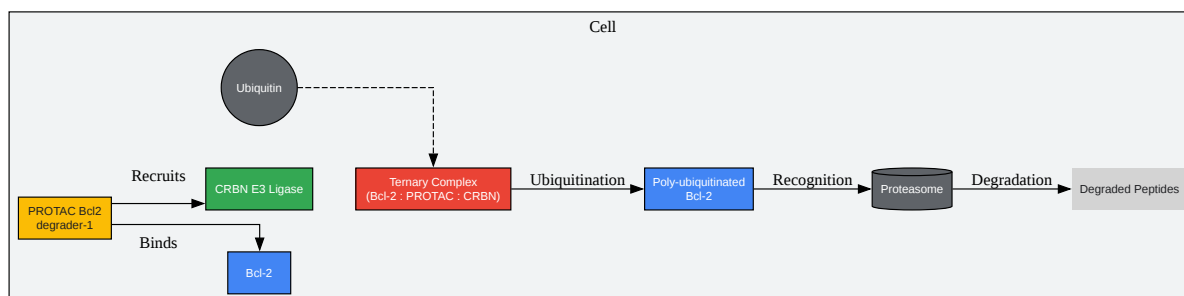 Cell
Ubiquitin
Recruits
CRBN E3 Ligase
PROTAC Bcl2
degrader-1
Binds
Bcl-2
Ternary Complex
(Bcl-2 : PROTAC : CRBN)
Ubiquitination
Poly-ubiquitinated
Bcl-2
Recognition
Proteasome
Degradation
Degraded Peptides